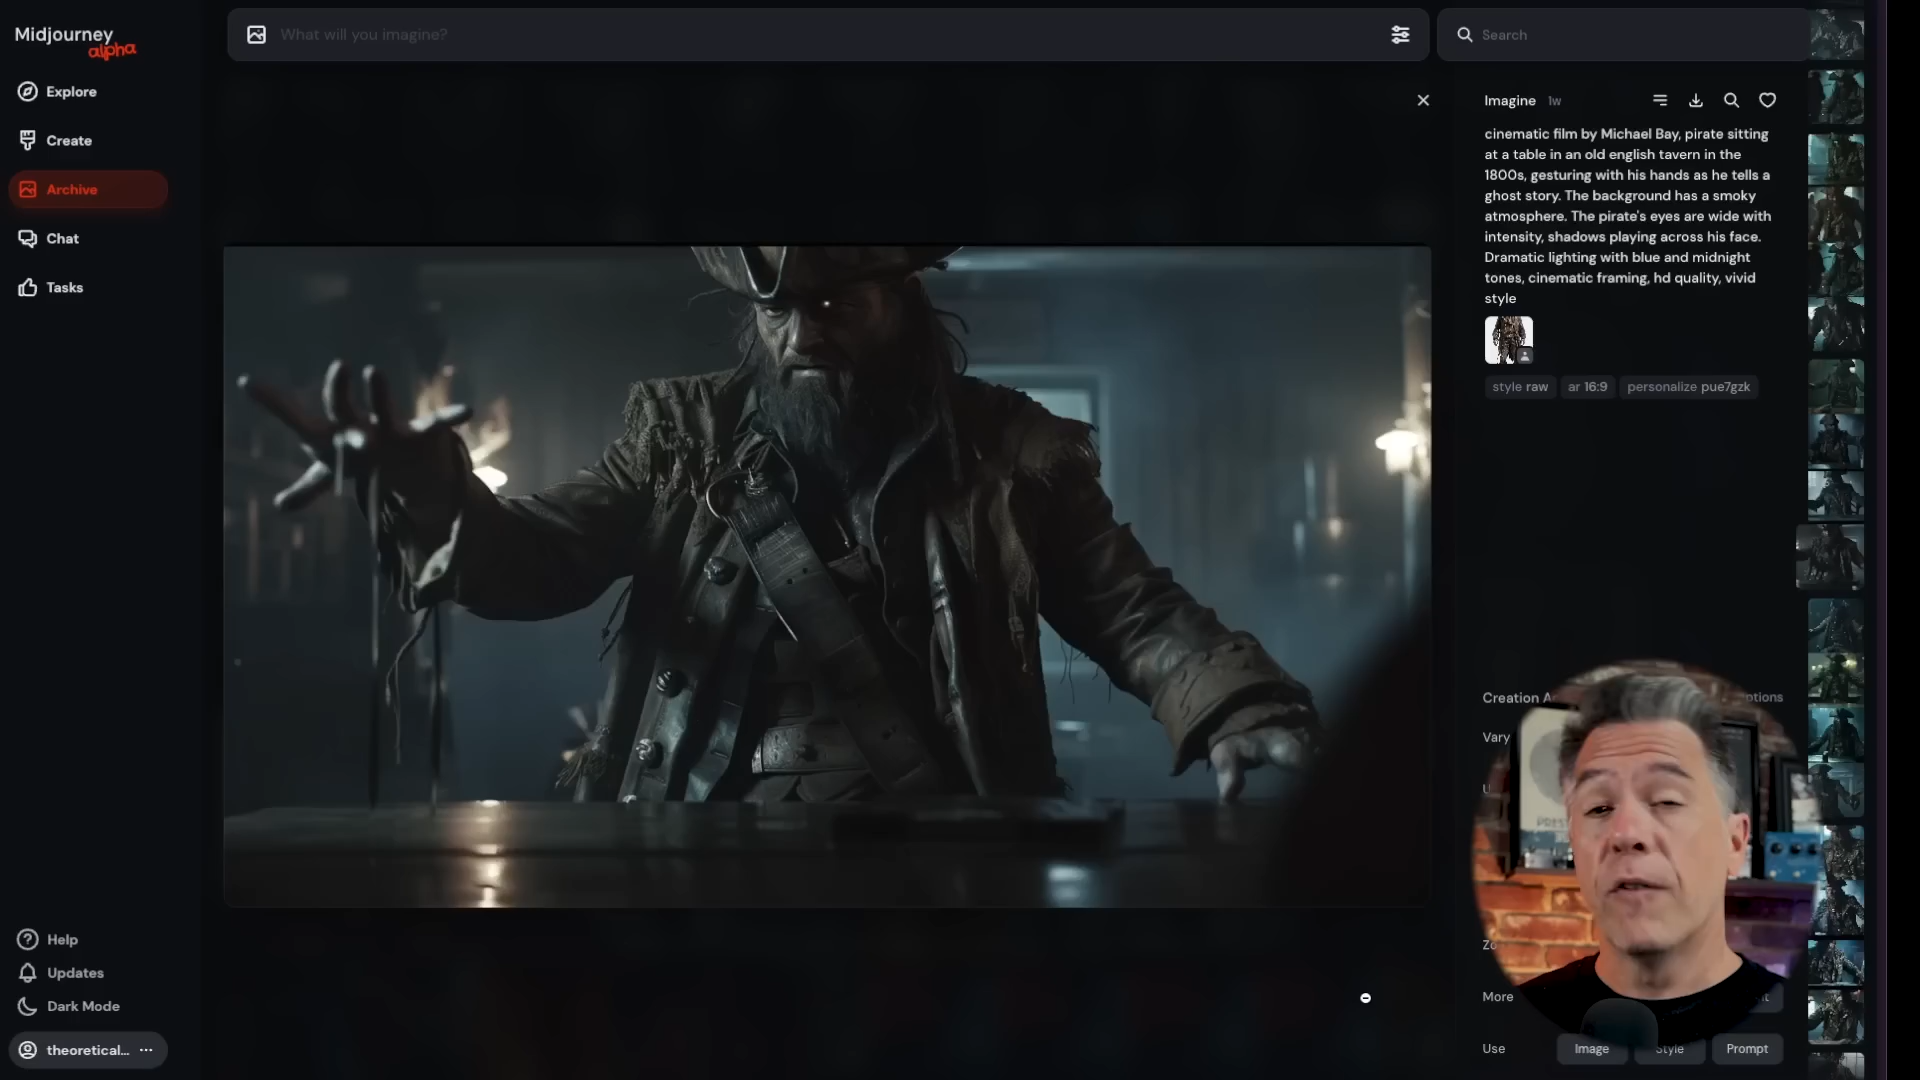 Midjourney
alpha
What will you imagine?
Search
Explore
Create
Archive
Chat
Tasks
Imagine 1w
cinematic film by Michael Bay, pirate sitting
at a table in an old english tavern in the
1800s, gesturing with his hands as he tells a
ghost story. The background has a smoky
atmosphere. The pirate's eyes are wide with
intensity, shadows playing across his face.
Dramatic lighting with blue and midnight
tones, cinematic framing, hd quality, vivid
style
style raw ar 16:9 personalize pue7gzk
Creation
Vary
More
Use Image Style Prompt
Help
Updates
Dark Mode
theoretical...